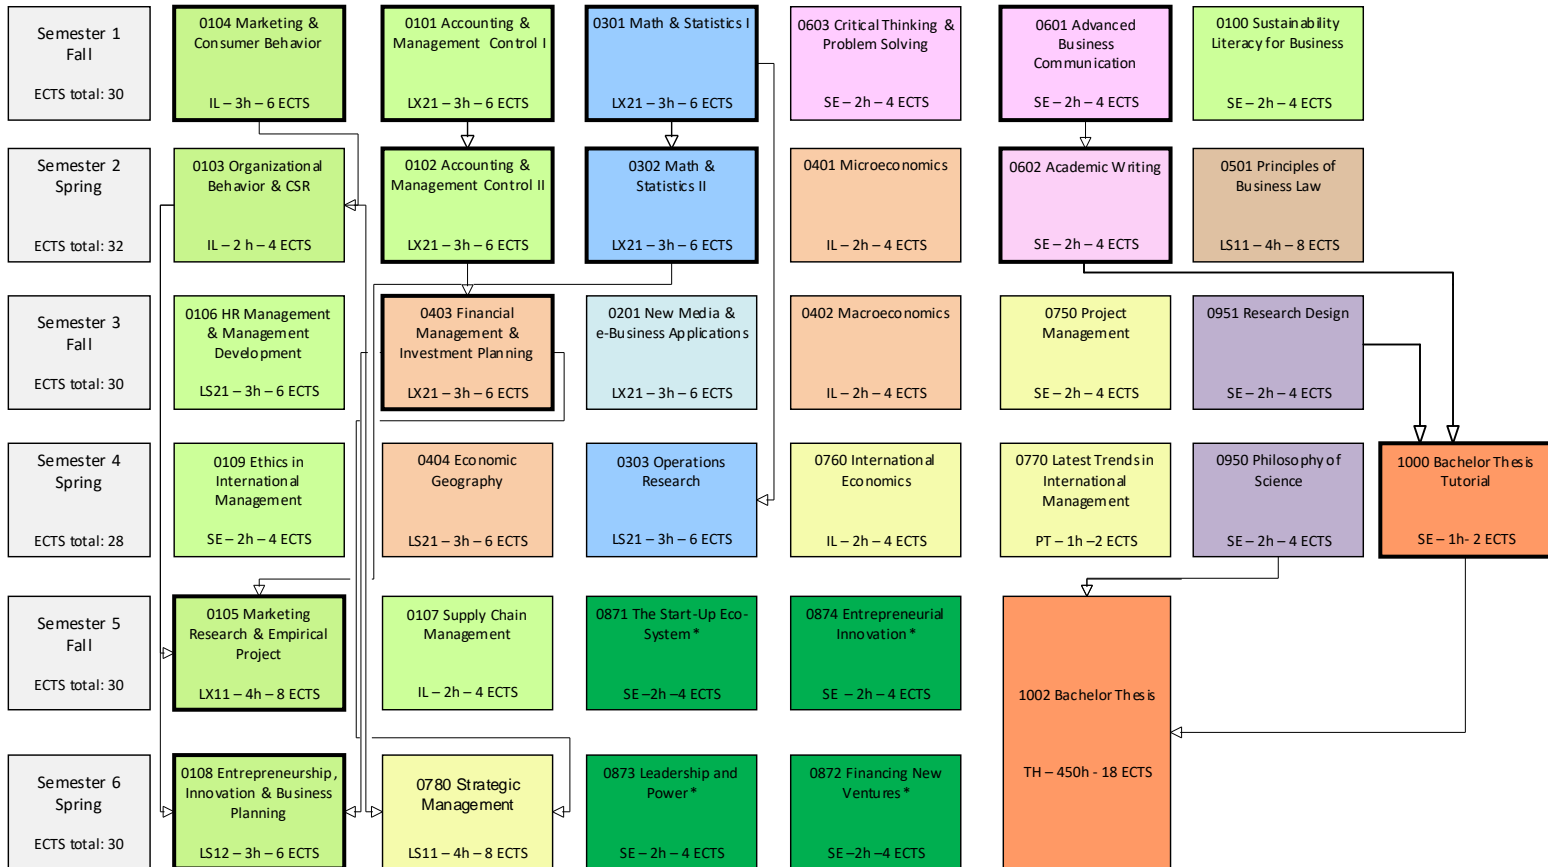 Semester 1
Fall
ECTS total: 30
0104 Marketing &
Consumer Behavior
IL – 3h – 6 ECTS
0101 Accounting &
Management Control I
LX21 – 3h – 6 ECTS
0301 Math & Statistics I
LX21 – 3h – 6 ECTS
0603 Critical Thinking &
Problem Solving
SE – 2h – 4 ECTS
0601 Advanced
Business
Communication
SE – 2h – 4 ECTS
0100 Sustainability
Literacy for Business
SE – 2h – 4 ECTS
Semester 2
Spring
ECTS total: 32
0103 Organizational
Behavior & CSR
IL – 2 h – 4 ECTS
0102 Accounting &
Management Control II
LX21 – 3h – 6 ECTS
0302 Math &
Statistics II
LX21 – 3h – 6 ECTS
0401 Microeconomics
IL – 2h – 4 ECTS
0602 Academic Writing
SE – 2h – 4 ECTS
0501 Principles of
Business Law
LS11 – 4h – 8 ECTS
Semester 3
Fall
ECTS total: 30
0106 HR Management
& Management
Development
LS21 – 3h – 6 ECTS
0403 Financial
Management &
Investment Planning
LX21 – 3h – 6 ECTS
0201 New Media &
e-Business Applications
LX21 – 3h – 6 ECTS
0402 Macroeconomics
IL – 2h – 4 ECTS
0750 Project
Management
SE – 2h – 4 ECTS
0951 Research Design
SE – 2h – 4 ECTS
Semester 4
Spring
ECTS total: 28
0109 Ethics in
International
Management
SE – 2h – 4 ECTS
0404 Economic
Geography
LS21 – 3h – 6 ECTS
0303 Operations
Research
LS21 – 3h – 6 ECTS
0760 International
Economics
IL – 2h – 4 ECTS
0770 Latest Trends in
International
Management
PT – 1h –2 ECTS
0950 Philosophy of
Science
SE – 2h – 4 ECTS
1000 Bachelor Thesis
Tutorial
SE – 1h- 2 ECTS
Semester 5
Fall
ECTS total: 30
0105 Marketing
Research & Empirical
Project
LX11 – 4h – 8 ECTS
0107 Supply Chain
Management
IL – 2h – 4 ECTS
0871 The Start-Up Eco-
System *
SE –2h –4 ECTS
0874 Entrepreneurial
Innovation *
SE – 2h – 4 ECTS
1002 Bachelor Thesis
TH – 450h - 18 ECTS
Semester 6
Spring
ECTS total: 30
0108 Entrepreneurship,
Innovation & Business
Planning
LS12 – 3h – 6 ECTS
0780 Strategic
Management
LS11 – 4h – 8 ECTS
0873 Leadership and
Power *
SE – 2h – 4 ECTS
0872 Financing New
Ventures *
SE –2h –4 ECTS